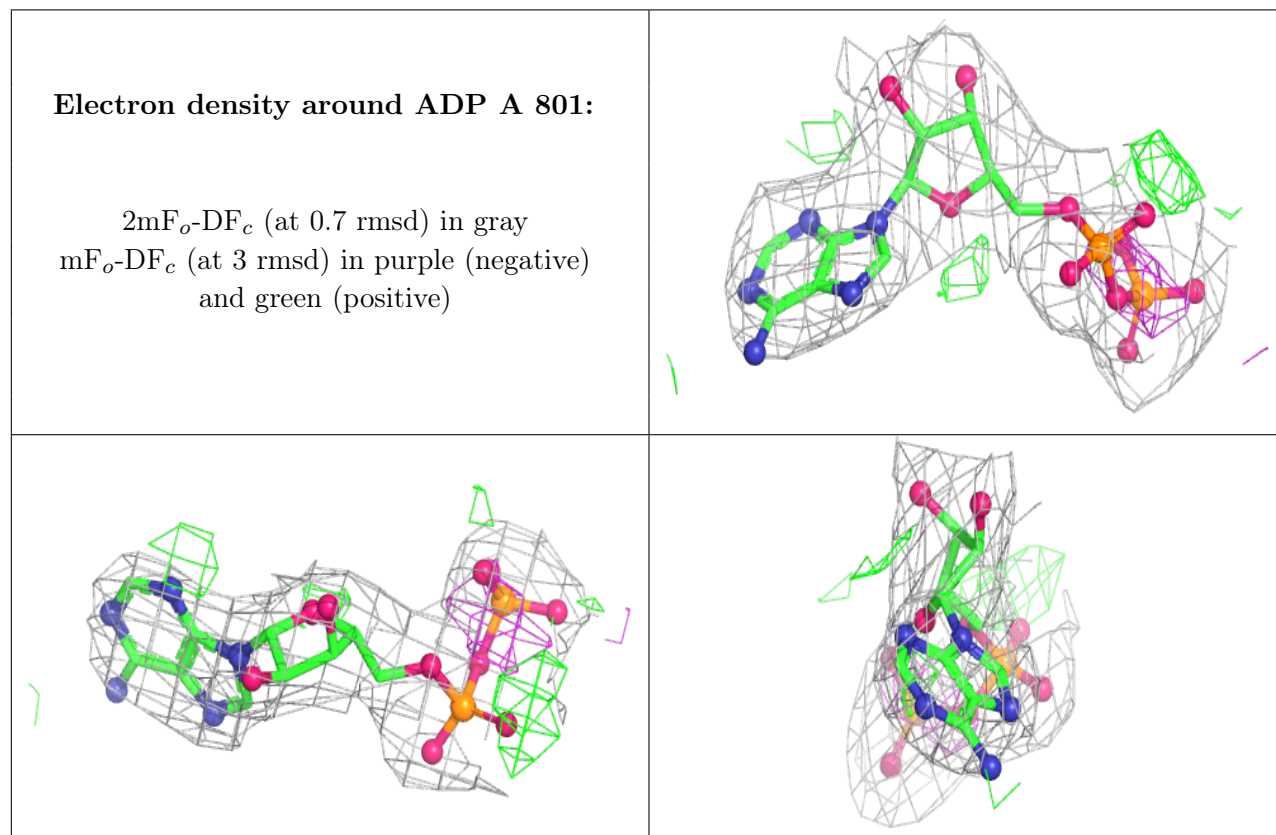 Electron density around ADP A 801:
2mFo-DFc (at 0.7 rmsd) in gray
mFo-DFc (at 3 rmsd) in purple (negative)
and green (positive)